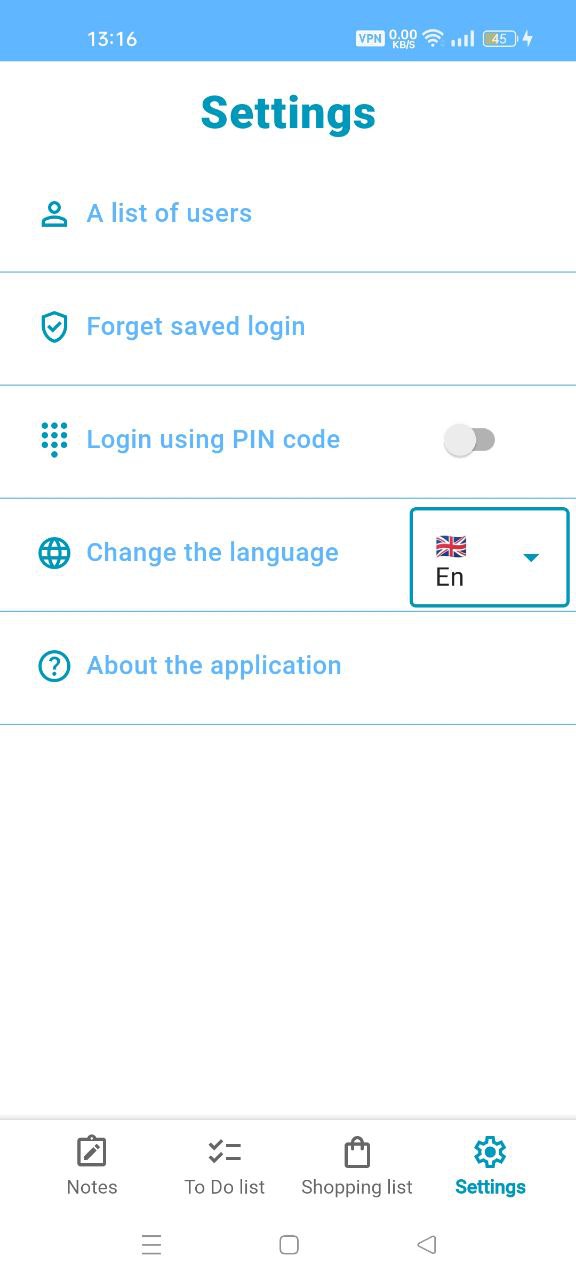 13:16 VPN 0.00 KB/S 45
Settings
A list of users
Forget saved login
Login using PIN code
Change the language
En
About the application
Notes To Do list Shopping list Settings